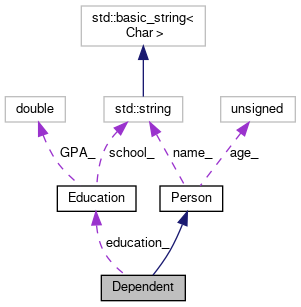 std::basic_string<
Char >
double
std::string
unsigned
GPA_
school_
name_
age_
Education
Person
education_
Dependent